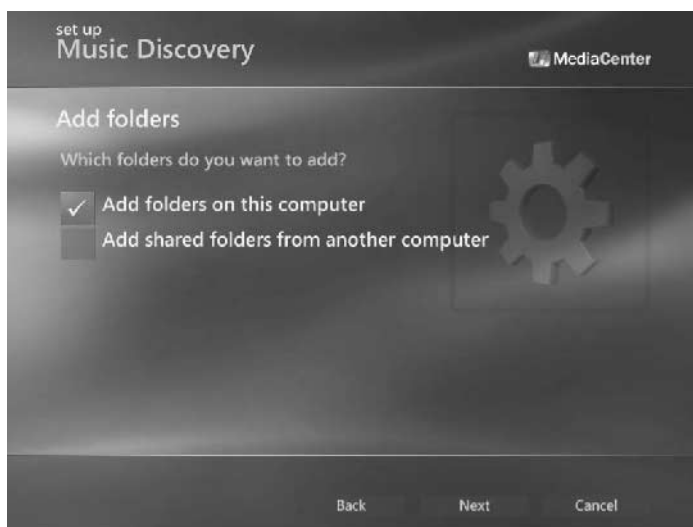 set up
Music Discovery
MediaCenter
Add folders
Which folders do you want to add?
Add folders on this computer
Add shared folders from another computer
Back Next Cancel